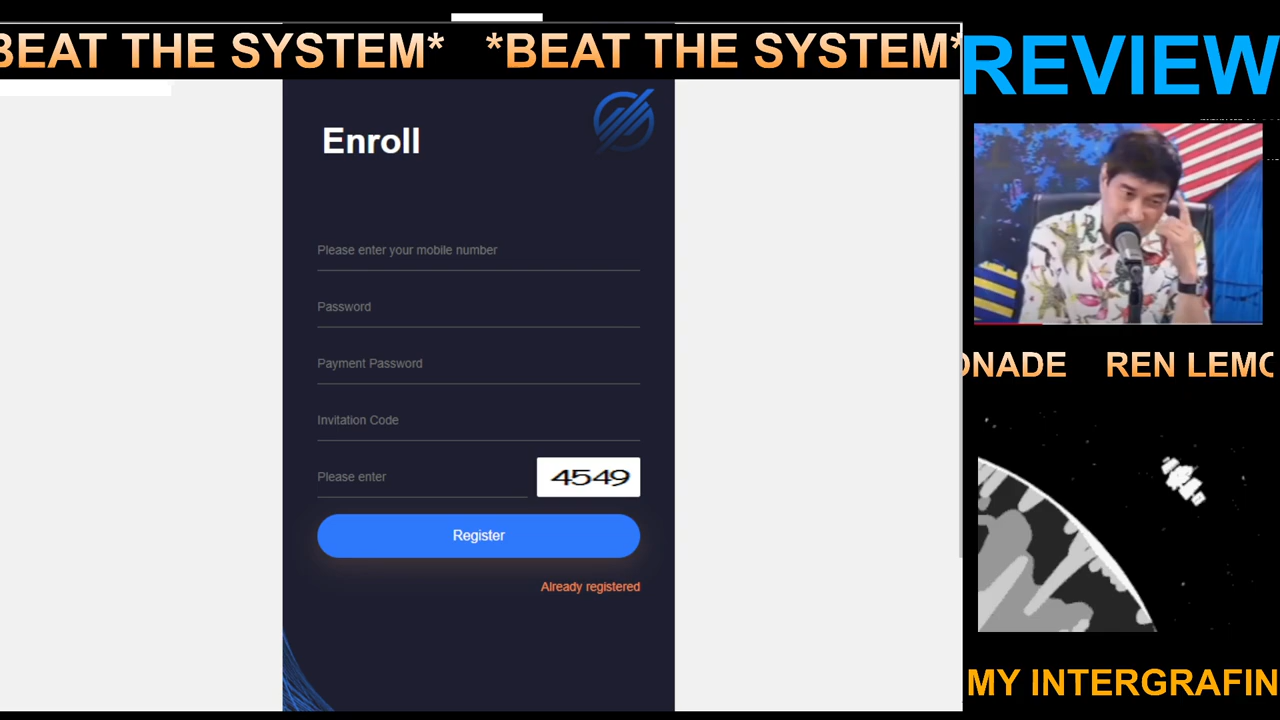 BEAT THE SYSTEM* *BEAT THE SYSTEM*
REVIEW
Enroll
Please enter your mobile number
Password
Payment Password
Invitation Code
Please enter
4549
Register
Already registered
ONADE REN LEMO
MY INTERGRAFIN